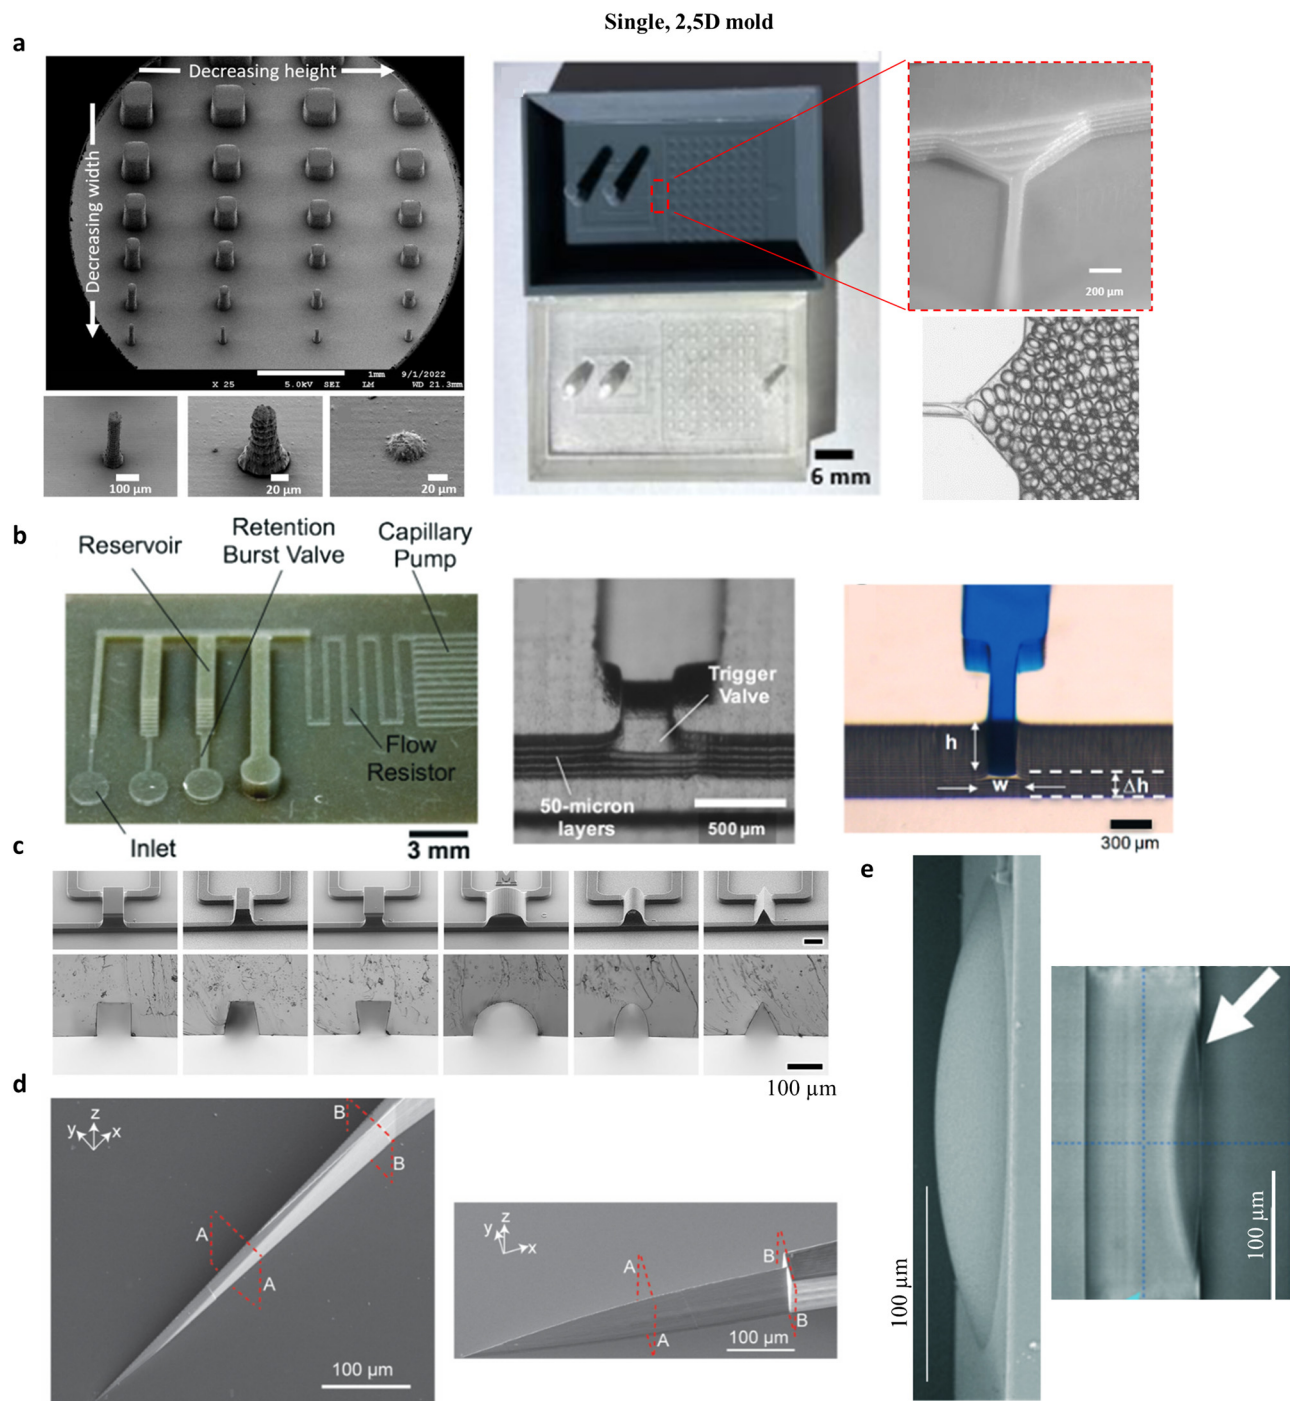 Single, 2,5D mold
a
Decreasing height
Decreasing width
1mm 9/1/2022
X 25 5.0kV SEI LM WD 21.3mm
100 µm
20 µm
20 µm
6 mm
200 µm
b
Reservoir
Retention
Burst Valve
Capillary
Pump
Flow
Resistor
Inlet
3 mm
Trigger
Valve
50-micron
layers
500 µm
h
w
Δh
300 µm
c
100 µm
d
z
y
x
B
B
A
A
100 µm
z
y
x
A
B
A
B
100 µm
e
100 µm
100 µm